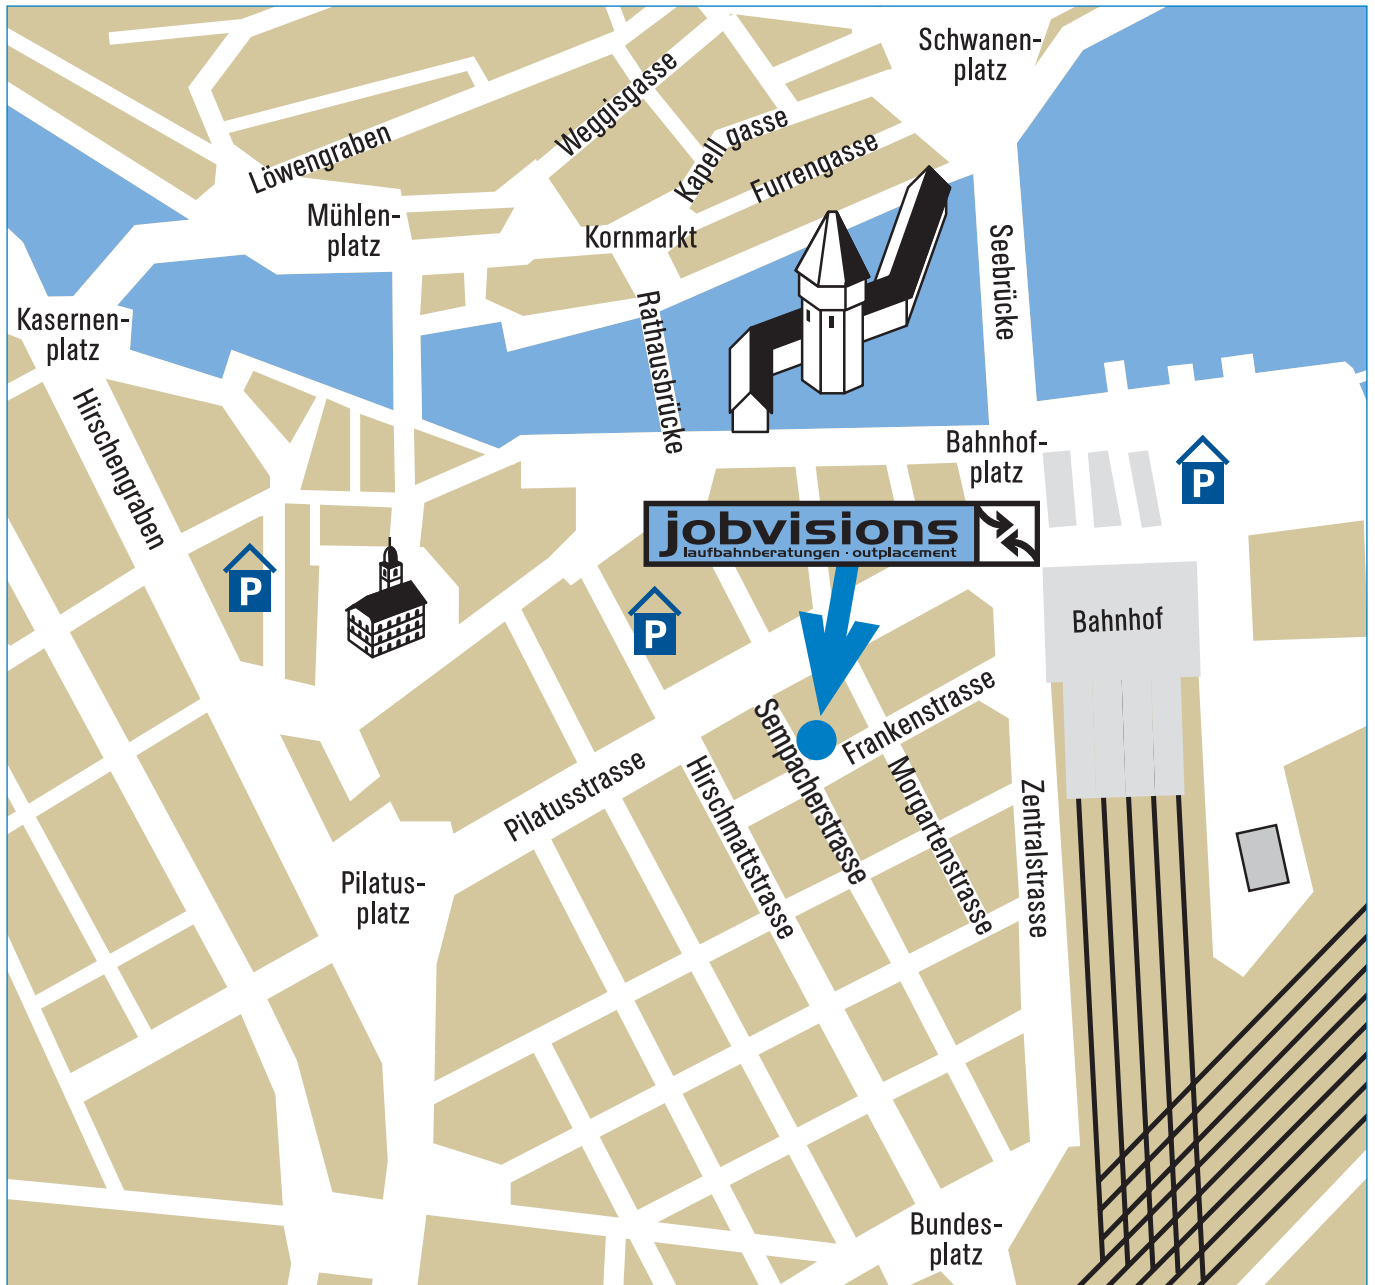 Schwanen-
platz
Weggisgasse
Löwengraben
Kapell gasse
Furrengasse
Mühlen-
platz
Kornmarkt
Seebrücke
Kasernen-
platz
Rathausbrücke
Hirschengraben
Bahnhof-
platz
P
jobvisions
laufbahnberatungen · outplacement
P
P
Bahnhof
Frankenstrasse
Sempacherstrasse
Pilatusstrasse
Hirschmattstrasse
Morgartenstrasse
Zentralstrasse
Pilatus-
platz
Bundes-
platz